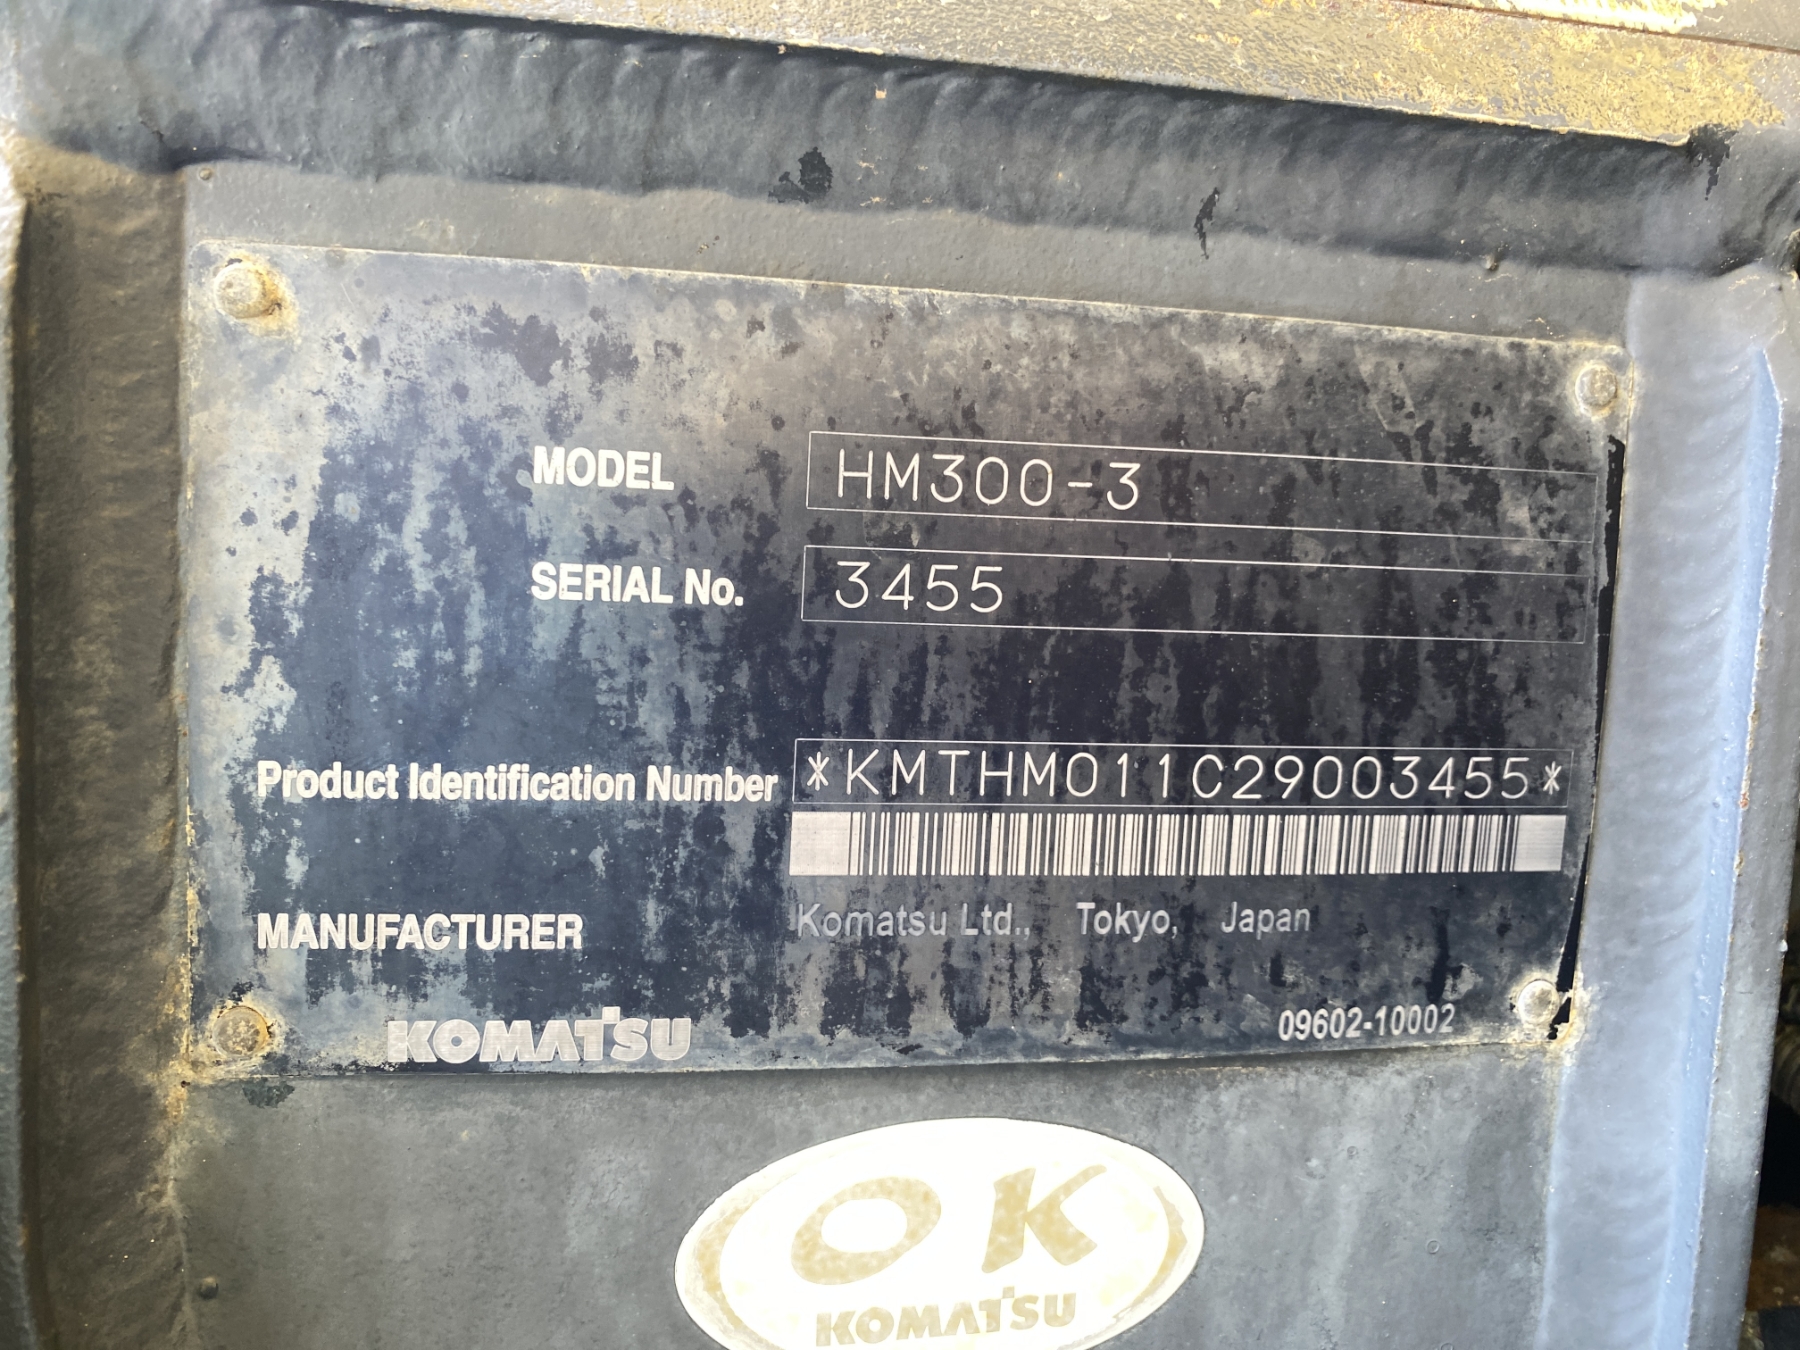 MODEL HM300-3
SERIAL No. 3455
Product Identification Number *KMTHM011C29003455*
MANUFACTURER Komatsu Ltd., Tokyo, Japan
KOMATSU 09602-10002
OK
KOMATSU